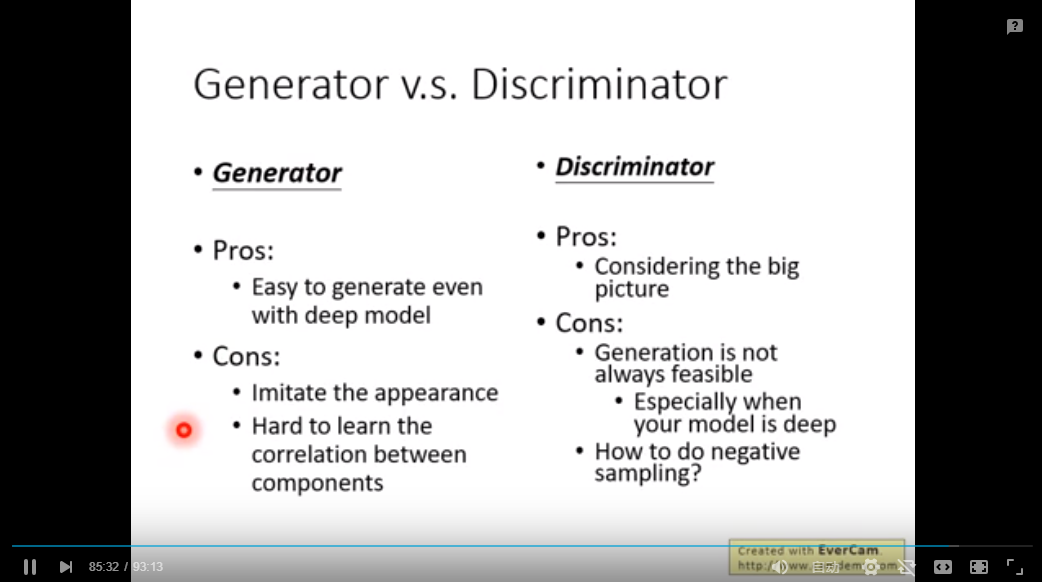 Generator v.s. Discriminator
• Generator
• Pros:
• Easy to generate even
with deep model
• Cons:
• Imitate the appearance
• Hard to learn the
correlation between
components
• Discriminator
• Pros:
• Considering the big
picture
• Cons:
• Generation is not
always feasible
• Especially when
your model is deep
• How to do negative
sampling?
Created with EverCam.
http://www.
85:32 / 93:13
自动